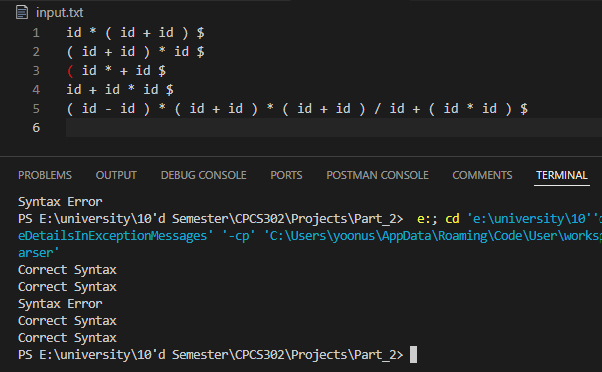 input.txt
1 id * ( id + id ) $
2 ( id + id ) * id $
3 ( id * + id $
4 id + id * id $
5 ( id - id ) * ( id + id ) * ( id + id ) / id + ( id * id ) $
6
PROBLEMS OUTPUT DEBUG CONSOLE PORTS POSTMAN CONSOLE COMMENTS TERMINAL
Syntax Error
PS E:\university\10'd Semester\CPCS302\Projects\Part_2> e:; cd 'e:\university\10''d
eDetailsInExceptionMessages' '-cp' 'C:\Users\yoonus\AppData\Roaming\Code\User\worksp
arser'
Correct Syntax
Correct Syntax
Syntax Error
Correct Syntax
Correct Syntax
PS E:\university\10'd Semester\CPCS302\Projects\Part_2>